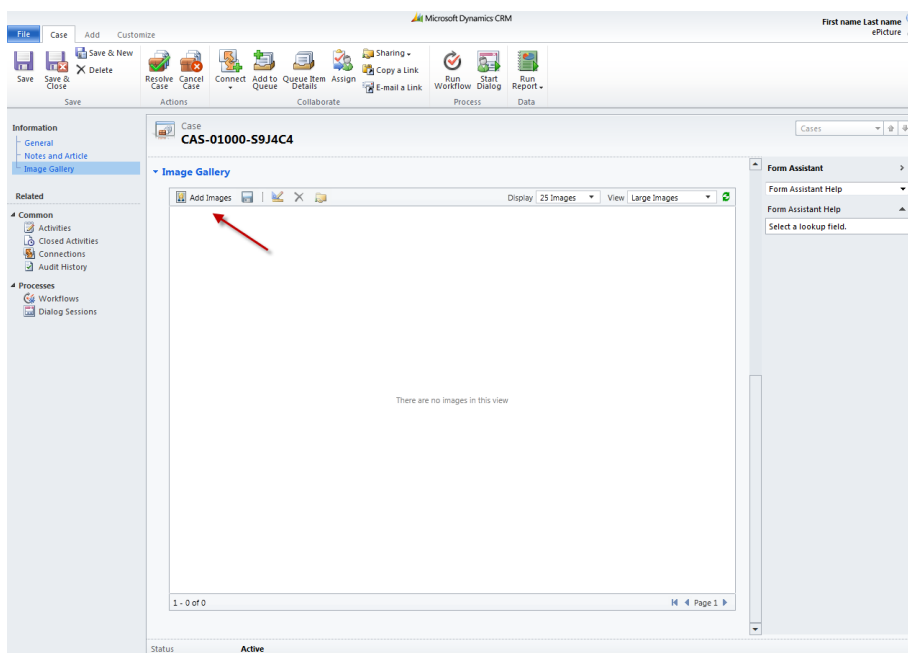 Microsoft Dynamics CRM
First name Last name
ePicture
File Case Add Customize
Save
Save & Close
Save & New
Delete
Resolve Case
Cancel Case
Connect
Add to Queue
Queue Item Details
Assign
Sharing
Copy a Link
E-mail a Link
Run Workflow
Start Dialog
Run Report
Save Actions Collaborate Process Data
Information
General
Notes and Article
Image Gallery
Related
Common
Activities
Closed Activities
Connections
Audit History
Processes
Workflows
Dialog Sessions
Case
CAS-01000-S9J4C4
Cases
Image Gallery
Add Images Display 25 Images View Large Images
There are no images in this view
1 - 0 of 0 Page 1
Form Assistant
Form Assistant Help
Form Assistant Help
Select a lookup field.
Status Active